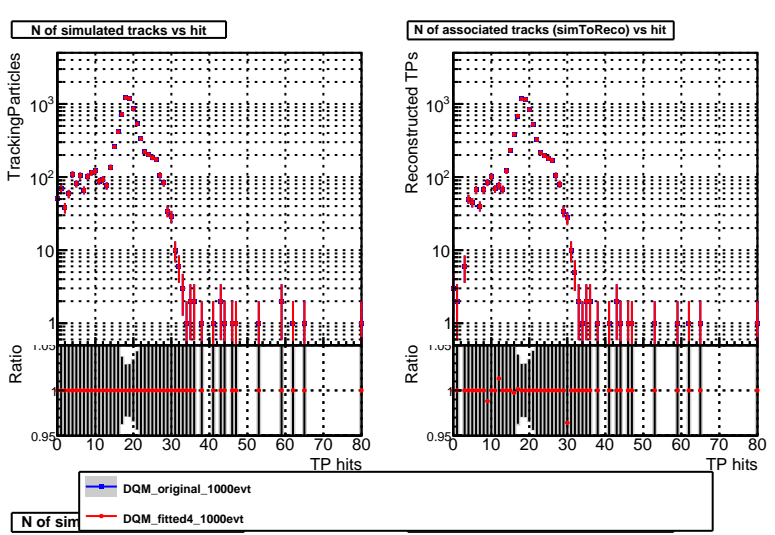 N of simulated tracks vs hit
TrackingParticles
10³
10²
10
1
1.05
Ratio
1
0.95
0 10 20 30 40 50 60 70 80
TP hits
N of associated tracks (simToReco) vs hit
Reconstructed TPs
10³
10²
10
1
1.05
Ratio
1
0.95
0 10 20 30 40 50 60 70 80
TP hits
DQM_original_1000evt
DQM_fitted4_1000evt
N of sim